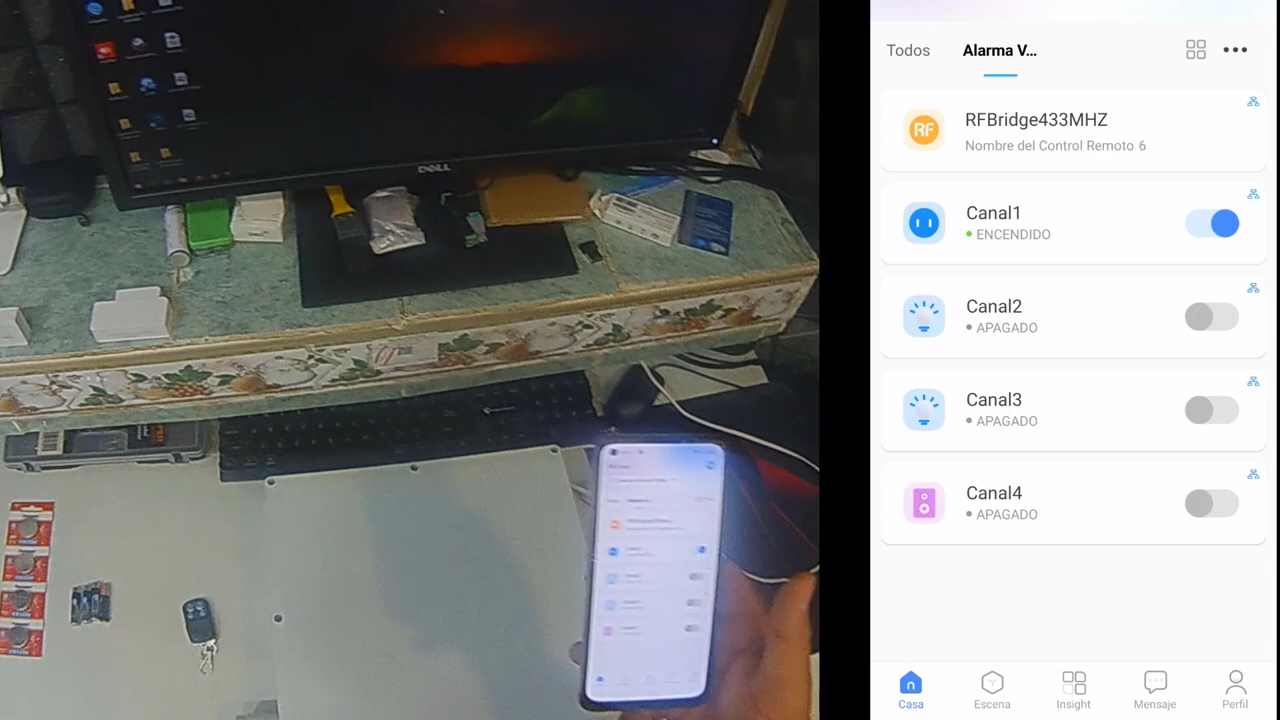 DELL
Todos
Alarma V...
RF
RFBridge433MHZ
Nombre del Control Remoto 6
Canal1
ENCENDIDO
Canal2
APAGADO
Canal3
APAGADO
Canal4
APAGADO
Casa
Escena
Insight
Mensaje
Perfil